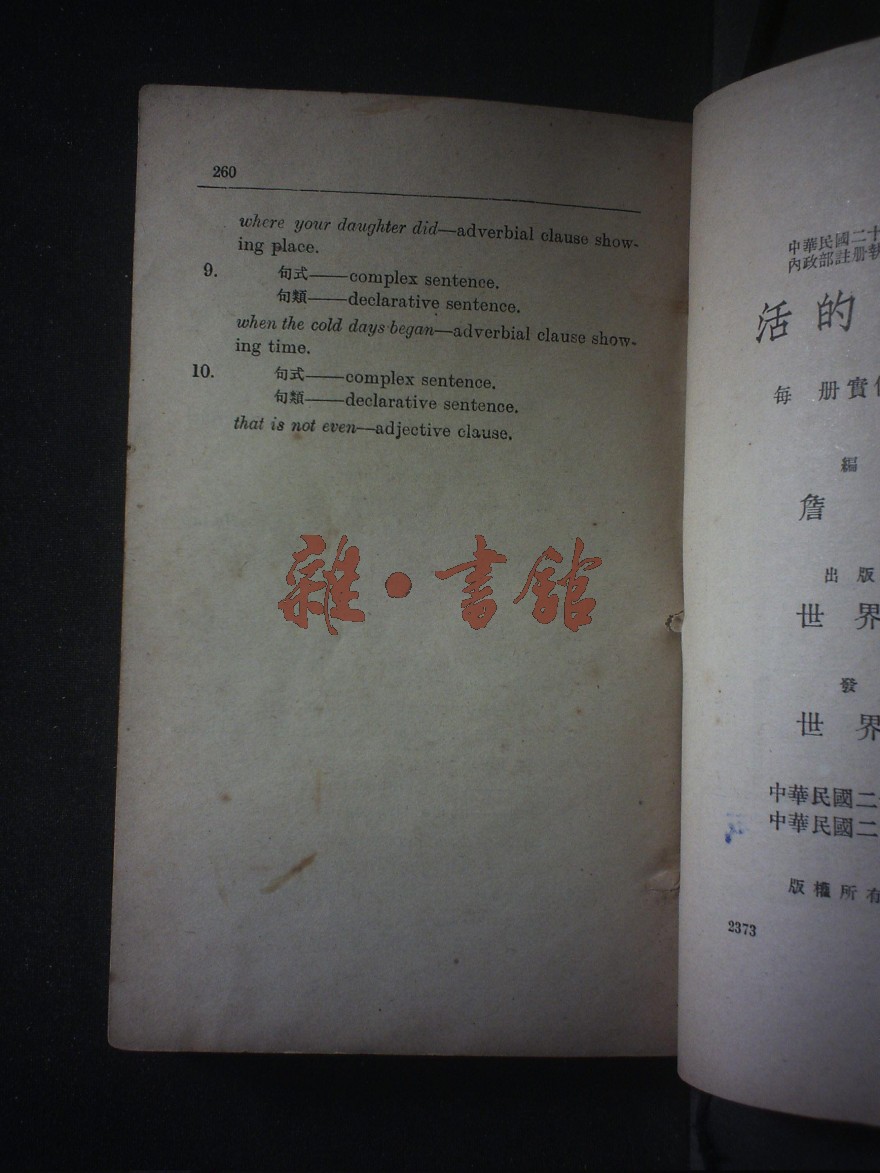 260
where your daughter did—adverbial clause show-
ing place.
9. 句式——complex sentence.
句類——declarative sentence.
when the cold days began—adverbial clause show-
ing time.
10. 句式——complex sentence.
句類——declarative sentence.
that is not even—adjective clause.
雜·書館
中華民國二十
內政部註册執
活的
每册實價
編
詹
出版
世界
發
世界
中華民國二十
中華民國二
版權所有
2373